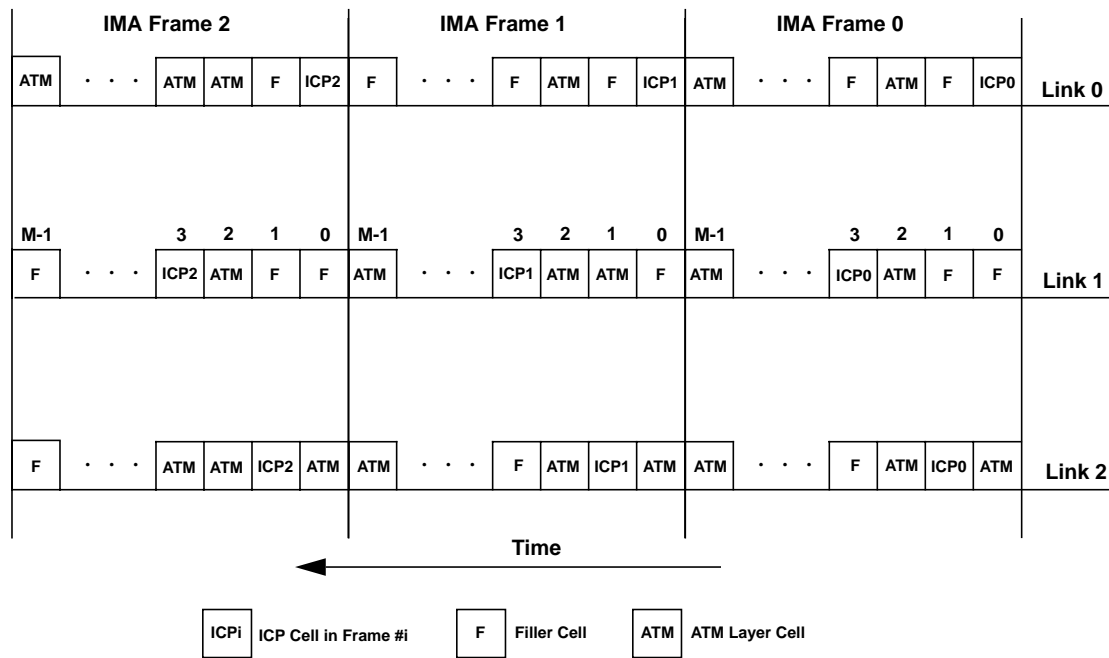 IMA Frame 2 IMA Frame 1 IMA Frame 0
ATM · · · ATM ATM F ICP2 F · · · F ATM F ICP1 ATM · · · F ATM F ICP0 Link 0
M-1 3 2 1 0 M-1 3 2 1 0 M-1 3 2 1 0
F · · · ICP2 ATM F F ATM · · · ICP1 ATM ATM F ATM · · · ICP0 ATM F F Link 1
F · · · ATM ATM ICP2 ATM ATM · · · F ATM ICP1 ATM ATM · · · F ATM ICP0 ATM Link 2
Time
ICPi ICP Cell in Frame #i F Filler Cell ATM ATM Layer Cell